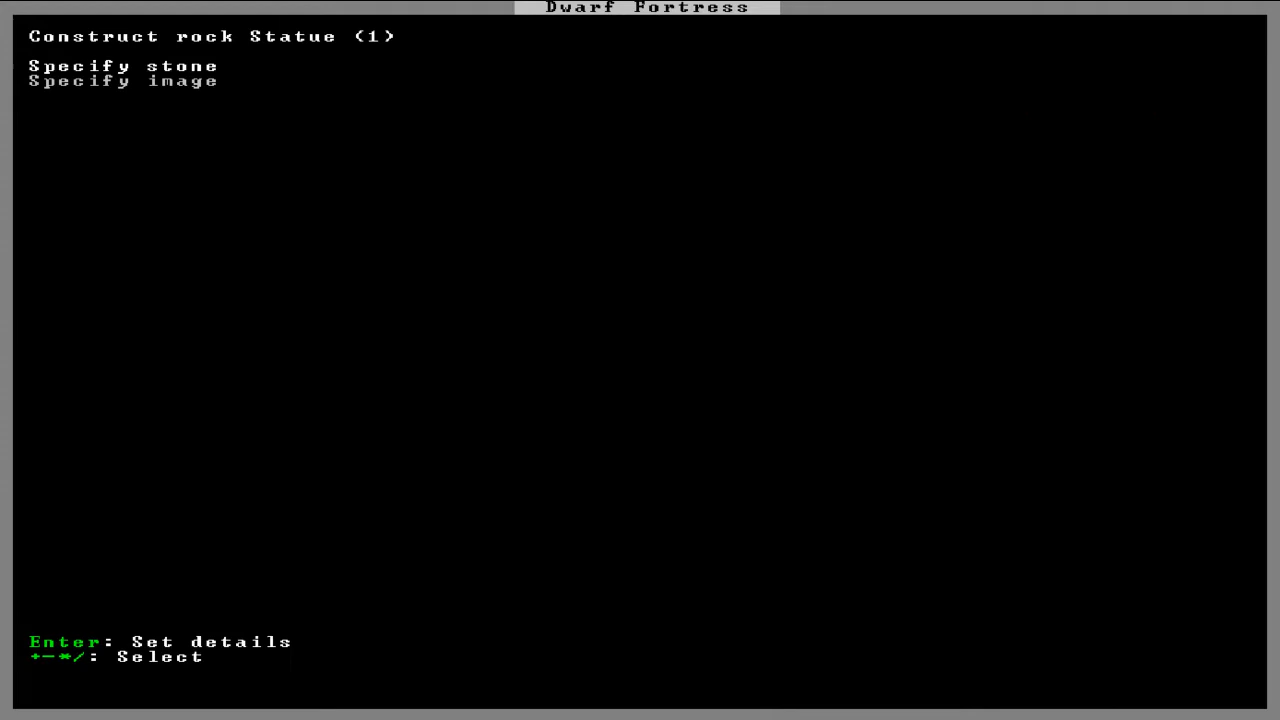 Dwarf Fortress
Construct rock Statue (1)
Specify stone
Specify image
Enter: Set details
+-*/: Select